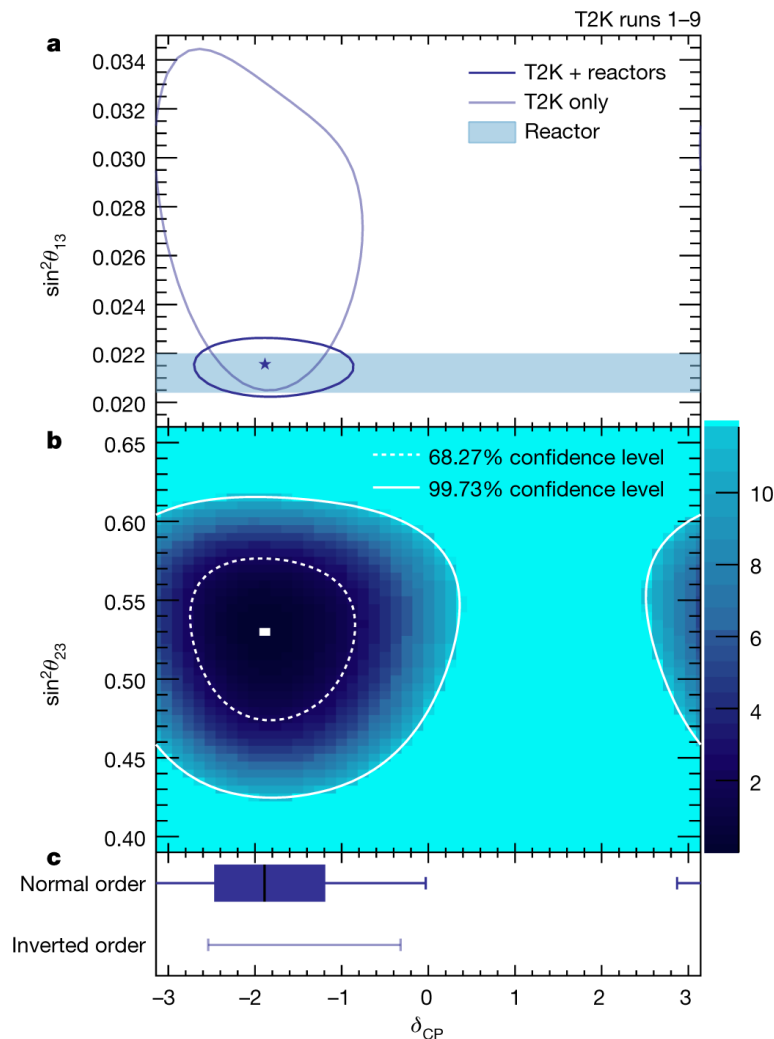 T2K runs 1–9
a
T2K + reactors
T2K only
Reactor
0.034
0.032
0.030
0.028
0.026
0.024
0.022
0.020
sin²θ₁₃
b
68.27% confidence level
99.73% confidence level
0.65
0.60
0.55
0.50
0.45
0.40
sin²θ₂₃
10
8
6
4
2
c
Normal order
Inverted order
−3 −2 −1 0 1 2 3
δCP